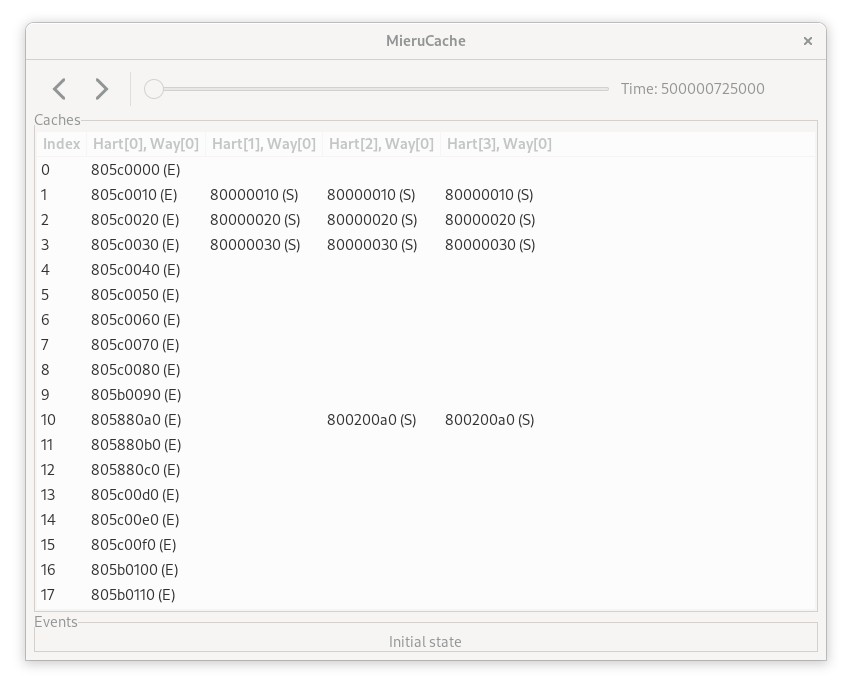 MieruCache
Time: 500000725000
Caches
Index Hart[0], Way[0] Hart[1], Way[0] Hart[2], Way[0] Hart[3], Way[0]
0 805c0000 (E)
1 805c0010 (E) 80000010 (S) 80000010 (S) 80000010 (S)
2 805c0020 (E) 80000020 (S) 80000020 (S) 80000020 (S)
3 805c0030 (E) 80000030 (S) 80000030 (S) 80000030 (S)
4 805c0040 (E)
5 805c0050 (E)
6 805c0060 (E)
7 805c0070 (E)
8 805c0080 (E)
9 805b0090 (E)
10 805880a0 (E) 800200a0 (S) 800200a0 (S)
11 805880b0 (E)
12 805880c0 (E)
13 805c00d0 (E)
14 805c00e0 (E)
15 805c00f0 (E)
16 805b0100 (E)
17 805b0110 (E)
Events
Initial state